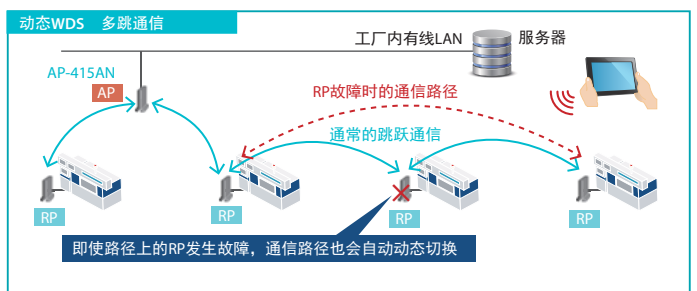 动态WDS 多跳通信
工厂内有线LAN
服务器
AP-415AN
AP
RP故障时的通信路径
通常的跳跃通信
RP
RP
RP
RP
即使路径上的RP发生故障，通信路径也会自动动态切换